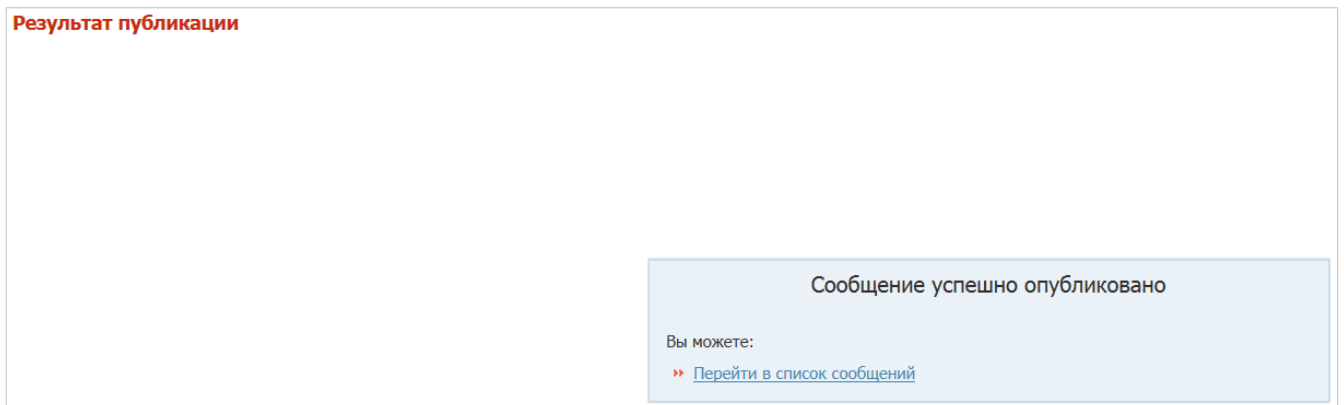 Результат публикации
Сообщение успешно опубликовано
Вы можете:
Перейти в список сообщений